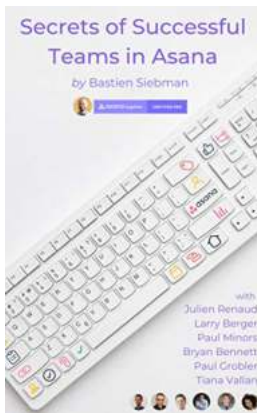 Secrets of Successful
Teams in Asana
by Bastien Siebman
asana
with
Julien Renaud
Larry Berger
Paul Minors
Bryan Bennett
Paul Grobler
Tiana Vallan